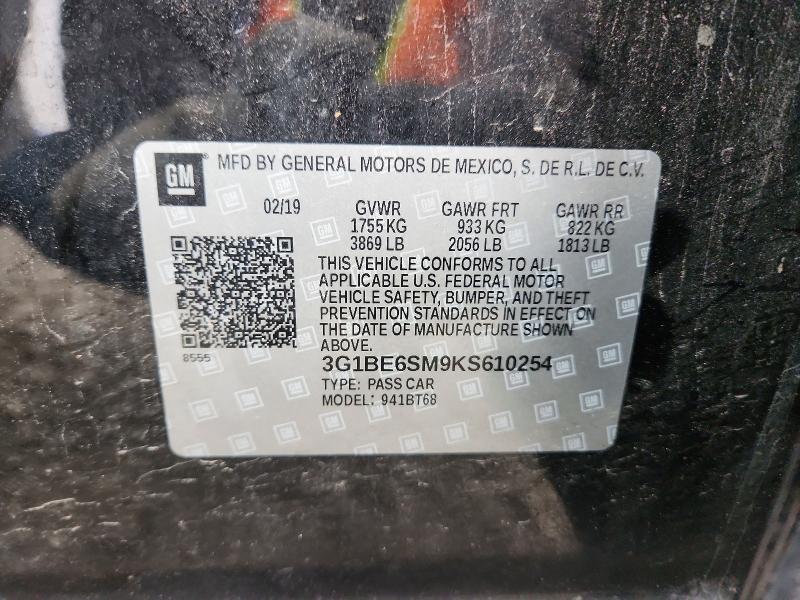 GM ® MFD BY GENERAL MOTORS DE MEXICO, S. DE R.L. DE C.V.
02/19 GVWR GAWR FRT GAWR RR
1755 KG 933 KG 822 KG
3869 LB 2056 LB 1813 LB
THIS VEHICLE CONFORMS TO ALL
APPLICABLE U.S. FEDERAL MOTOR
VEHICLE SAFETY, BUMPER, AND THEFT
PREVENTION STANDARDS IN EFFECT ON
THE DATE OF MANUFACTURE SHOWN
ABOVE.
8555
3G1BE6SM9KS610254
TYPE: PASS CAR
MODEL: 941BT68